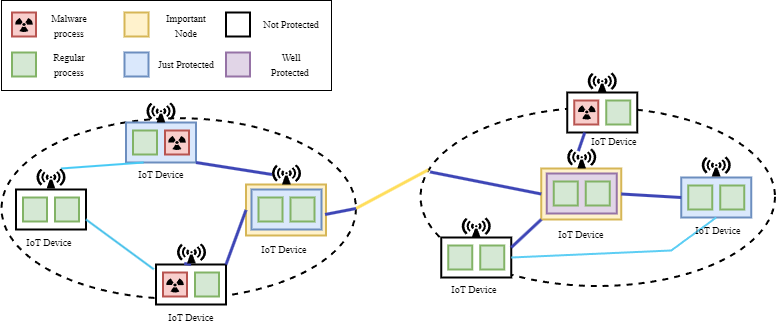 Malware
process
Important
Node
Not Protected
Regular
process
Just Protected
Well
Protected
IoT Device
IoT Device
IoT Device
IoT Device
IoT Device
IoT Device
IoT Device
IoT Device